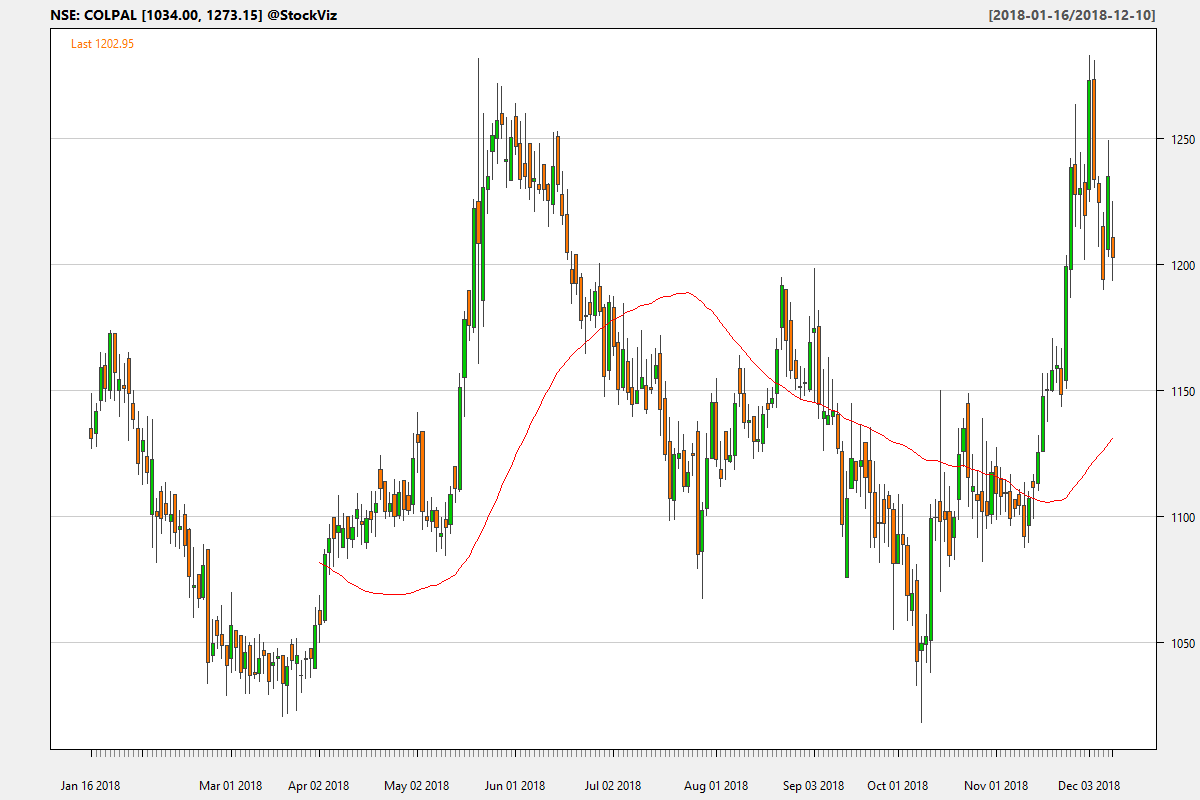 NSE: COLPAL [1034.00, 1273.15] @StockViz
[2018-01-16/2018-12-10]
Last 1202.95
1250
1200
1150
1100
1050
Jan 16 2018 Mar 01 2018 Apr 02 2018 May 02 2018 Jun 01 2018 Jul 02 2018 Aug 01 2018 Sep 03 2018 Oct 01 2018 Nov 01 2018 Dec 03 2018